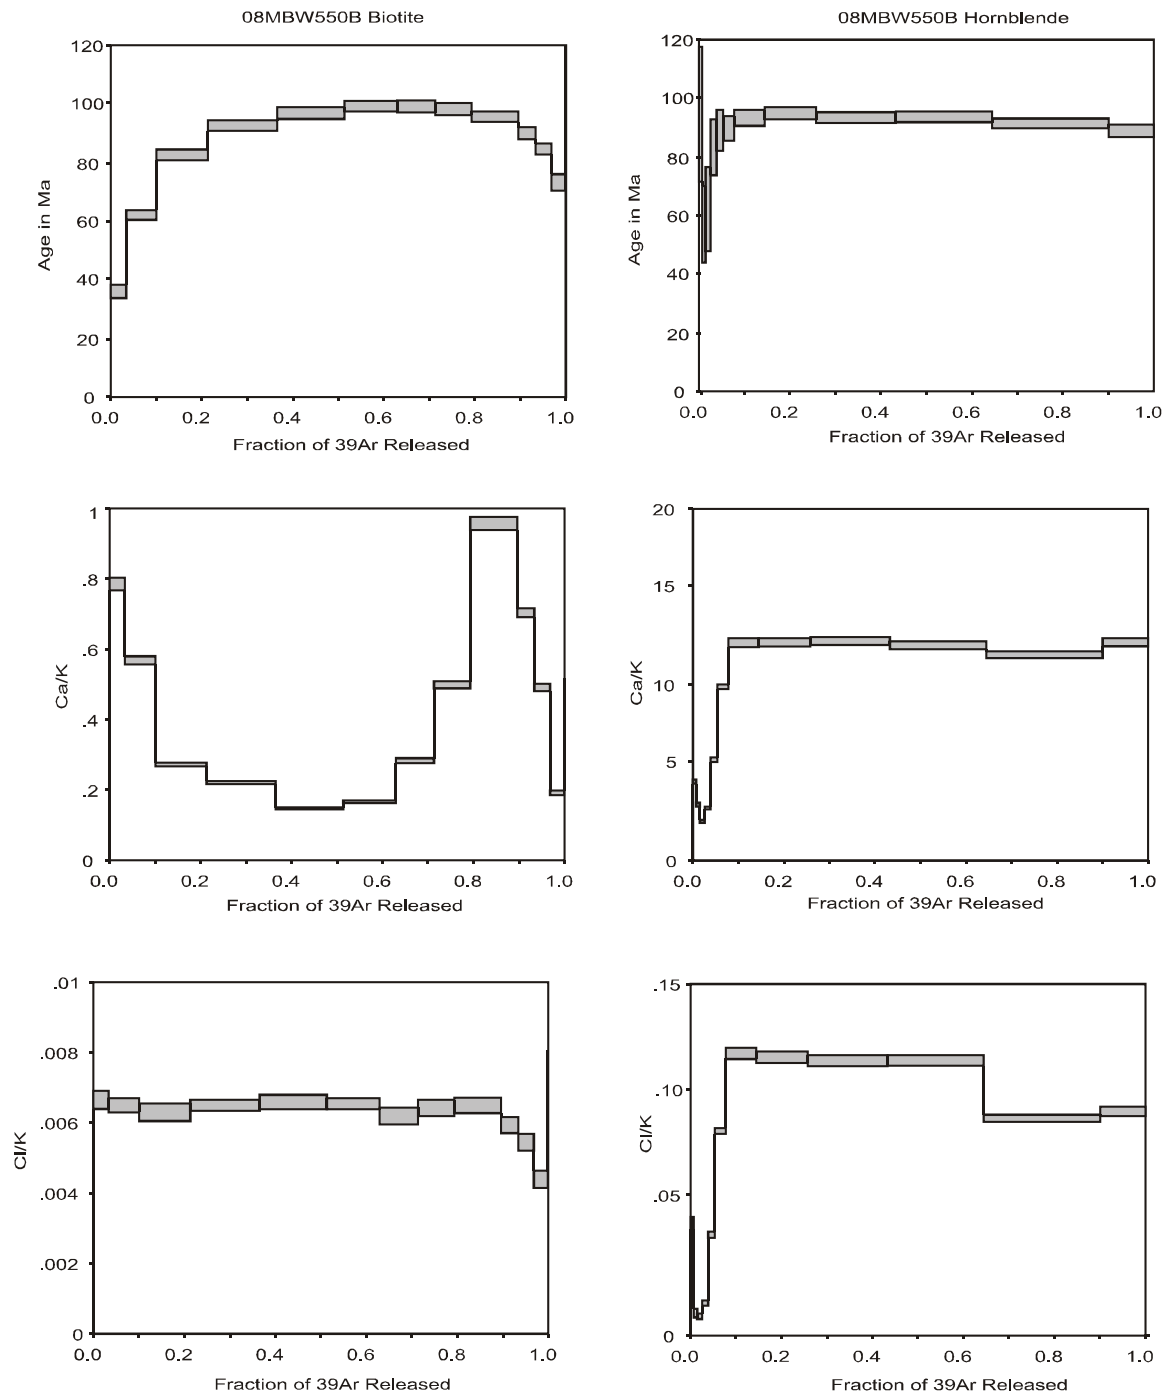 08MBW550B Biotite
120
100
80
60
40
20
0
Age in Ma
0.0 0.2 0.4 0.6 0.8 1.0
Fraction of 39Ar Released
08MBW550B Hornblende
120
100
80
60
40
20
0
Age in Ma
0.0 0.2 0.4 0.6 0.8 1.0
Fraction of 39Ar Released
1
.8
.6
.4
.2
0
Ca/K
0.0 0.2 0.4 0.6 0.8 1.0
Fraction of 39Ar Released
20
15
10
5
0
Ca/K
0.0 0.2 0.4 0.6 0.8 1.0
Fraction of 39Ar Released
.01
.008
.006
.004
.002
0
Cl/K
0.0 0.2 0.4 0.6 0.8 1.0
Fraction of 39Ar Released
.15
.10
.05
0
Cl/K
0.0 0.2 0.4 0.6 0.8 1.0
Fraction of 39Ar Released